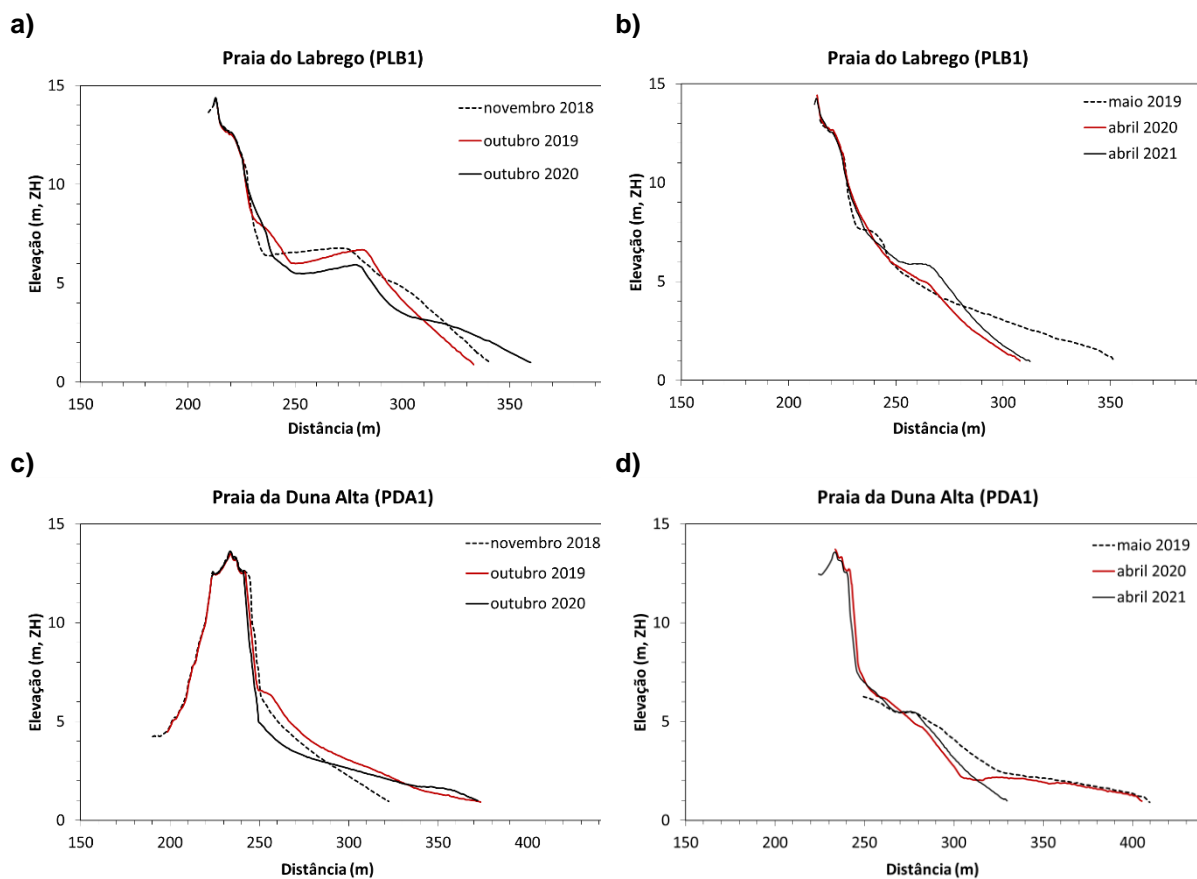 a)
Praia do Labrego (PLB1)
15
10
5
0
Elevação (m, ZH)
novembro 2018
outubro 2019
outubro 2020
150 200 250 300 350
Distância (m)
b)
Praia do Labrego (PLB1)
15
10
5
0
Elevação (m, ZH)
maio 2019
abril 2020
abril 2021
150 200 250 300 350
Distância (m)
c)
Praia da Duna Alta (PDA1)
15
10
5
0
Elevação (m, ZH)
novembro 2018
outubro 2019
outubro 2020
150 200 250 300 350 400
Distância (m)
d)
Praia da Duna Alta (PDA1)
15
10
5
0
Elevação (m, ZH)
maio 2019
abril 2020
abril 2021
150 200 250 300 350 400
Distância (m)